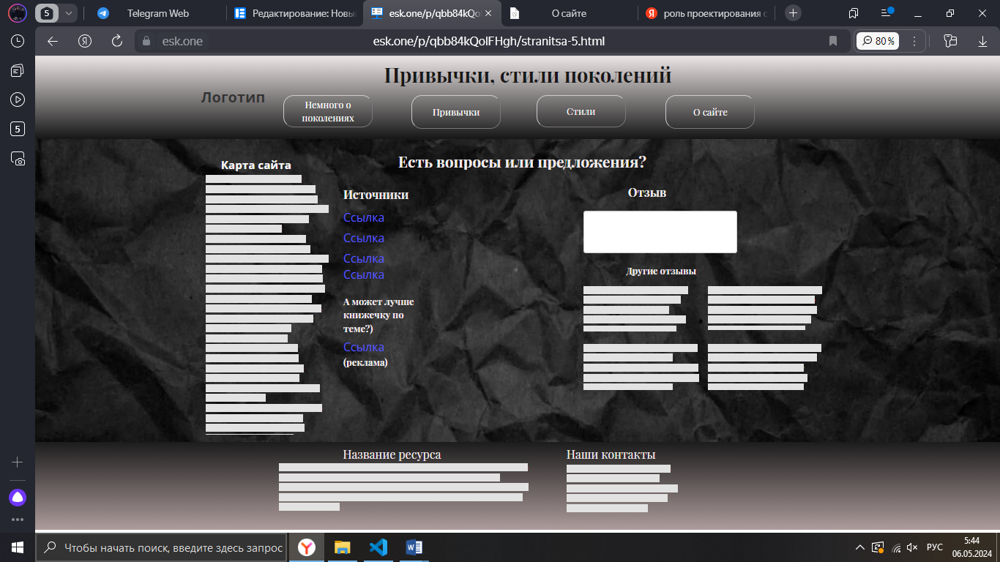 5
Telegram Web
Редактирование: Новы
esk.one/p/qbb84kQo
О сайте
роль проектирования
esk.one
esk.one/p/qbb84kQolFHgh/stranitsa-5.html
80%
5
Привычки, стили поколений
Логотип
Немного о
поколениях
Привычки
Стили
О сайте
Карта сайта
Есть вопросы или предложения?
Источники
Ссылка
Ссылка
Ссылка
Ссылка
А может лучше
книжечку по
теме?)
Ссылка
(реклама)
Отзыв
Другие отзывы
Название ресурса
Наши контакты
Чтобы начать поиск, введите здесь запрос
РУС
5:44
06.05.2024